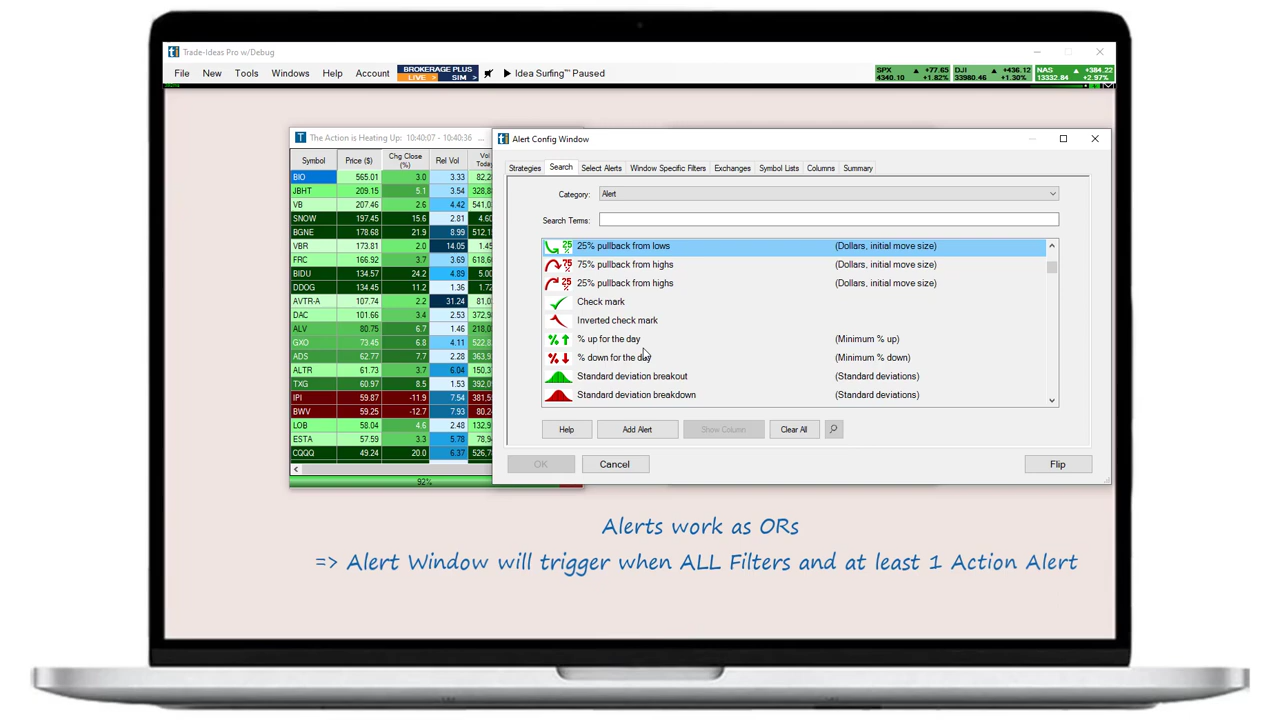 Trade-Ideas Pro w/Debug
File New Tools Windows Help Account BROKERAGE PLUS LIVE > SIM > Idea Surfing™ Paused
SPX +77.65 4340.10 +1.82% DJI +436.12 33980.46 +1.30% NAS +384.22 13332.84 +2.97%
The Action is Heating Up: 10:40:07 - 10:40:36 ...
Symbol Price ($) Chg Close (%) Rel Vol
BIO 565.01 3.0 3.33
JBHT 209.15 5.1 3.54
VB 207.46 2.6 4.42
SNOW 197.45 15.6 2.81
BGNE 178.68 21.9 8.99
VBR 173.81 2.0 14.05
FRC 166.92 3.7 3.69
BIDU 134.57 24.2 4.89
DDOG 134.45 11.2 1.36
AVTR-A 107.74 2.2 31.24
DAC 101.66 3.4 2.53
ALV 80.75 6.7 1.46
GXO 73.42 6.8 4.11
ADS 62.77 7.7 2.28
ALTR 61.73 3.7 6.04
TXG 60.97 8.5 1.53
IPI 59.87 -11.9 7.54
BWV 59.25 -12.7 7.93
LOB 58.04 4.6 2.48
ESTA 57.59 3.3 5.78
CQQQ 49.24 20.0 6.37
92%
Alert Config Window
Strategies Search Select Alerts Window Specific Filters Exchanges Symbol Lists Columns Summary
Category: Alert
Search Terms:
25% pullback from lows (Dollars, initial move size)
75% pullback from highs (Dollars, initial move size)
25% pullback from highs (Dollars, initial move size)
Check mark
Inverted check mark
% up for the day (Minimum % up)
% down for the day (Minimum % down)
Standard deviation breakout (Standard deviations)
Standard deviation breakdown (Standard deviations)
Help Add Alert Show Column Clear All
OK Cancel Flip
Alerts work as ORs
=> Alert Window will trigger when ALL Filters and at least 1 Action Alert